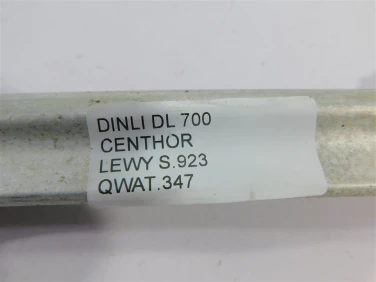 DINLI DL 700
CENTHOR
LEWY S.923
QWAT.347